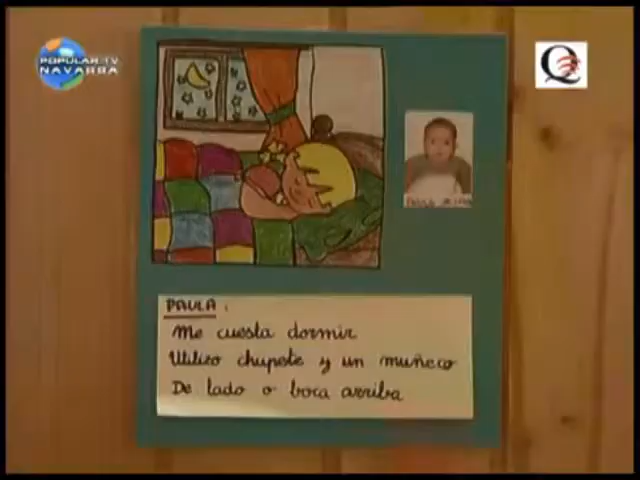 POPULAR TV
NAVARRA
Q
PAULA.
Me cuesta dormir
Utilizo chupete y un muñeco
De lado o boca arriba